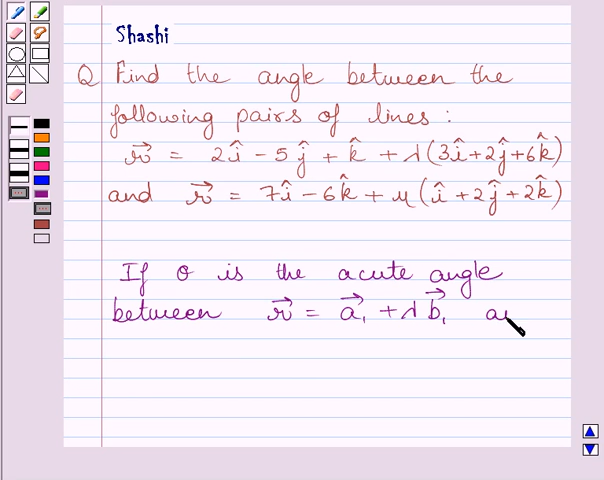 Shashi
Q Find the angle between the
following pairs of lines :
r⃗ = 2î - 5ĵ + k̂ + λ(3î+2ĵ+6k̂)
and r⃗ = 7î - 6k̂ + μ(î + 2ĵ + 2k̂)
If θ is the acute angle
between r⃗ = a⃗₁ + λ b⃗₁ a